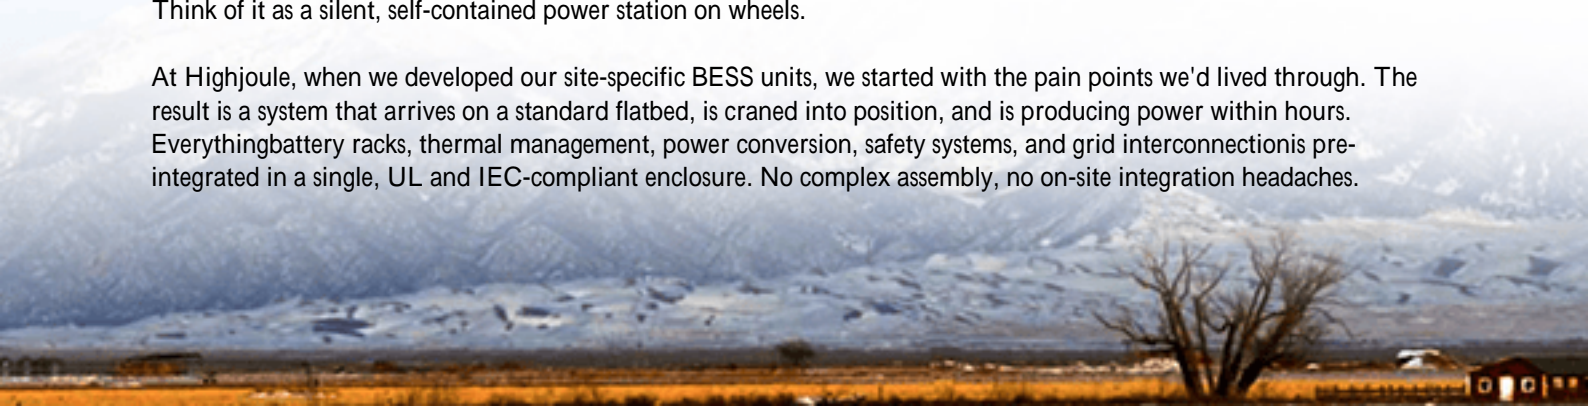 Think of it as a silent, self-contained power station on wheels.
At Highjoule, when we developed our site-specific BESS units, we started with the pain points we'd lived through. The
result is a system that arrives on a standard flatbed, is craned into position, and is producing power within hours.
Everythingbattery racks, thermal management, power conversion, safety systems, and grid interconnectionis pre-
integrated in a single, UL and IEC-compliant enclosure. No complex assembly, no on-site integration headaches.